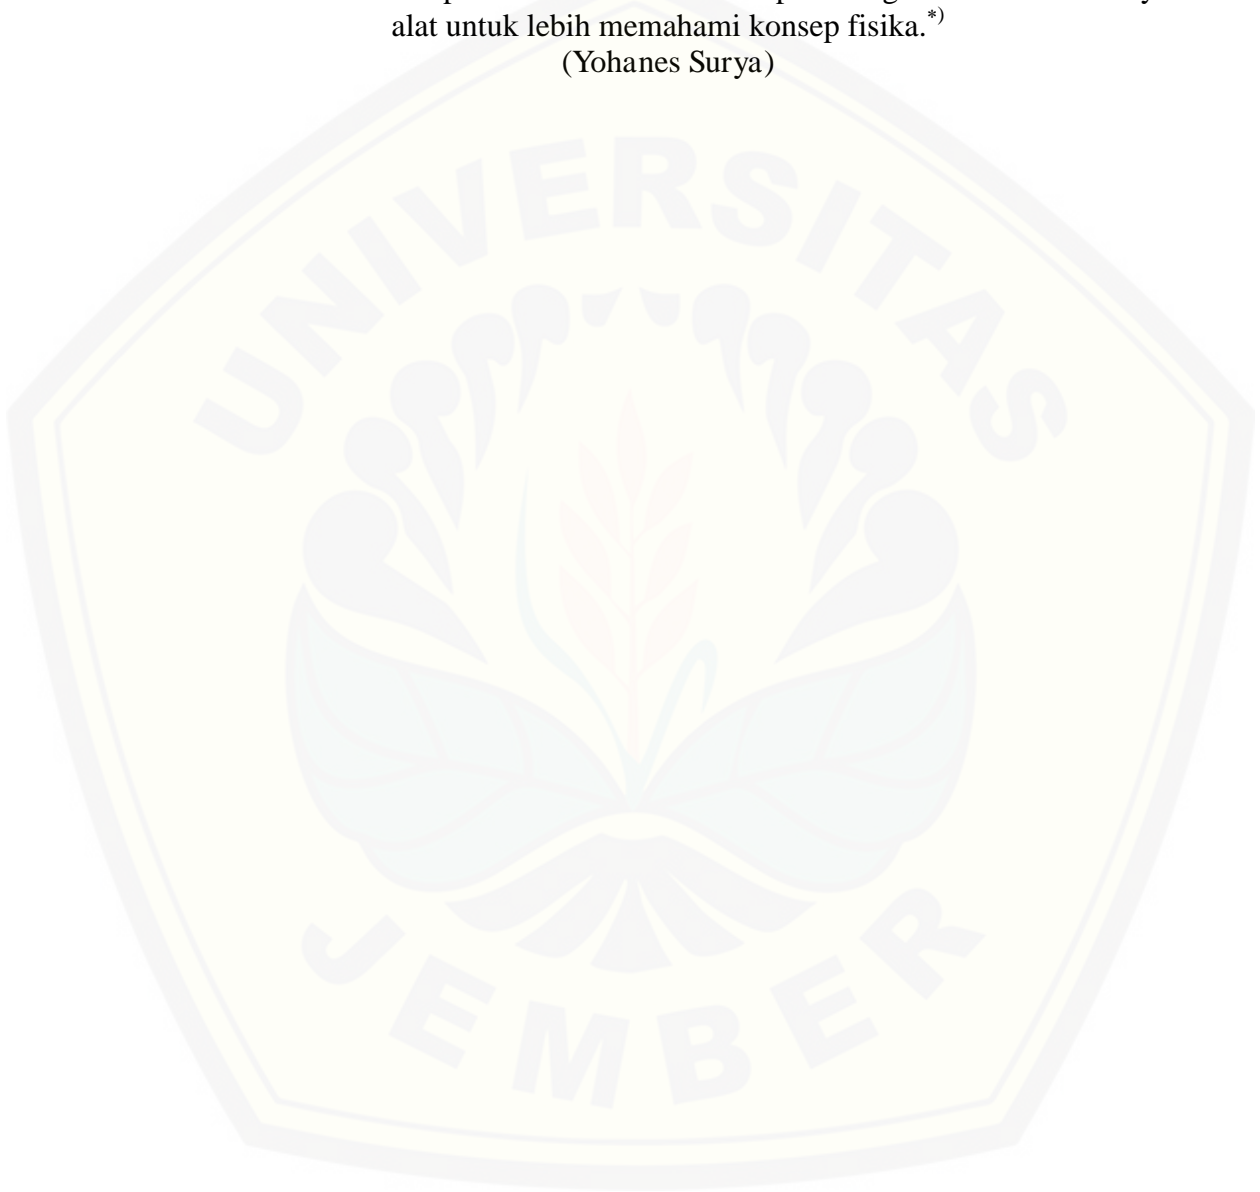 alat untuk lebih memahami konsep fisika.*)
(Yohanes Surya)
UNIVERSITAS
JEMBER